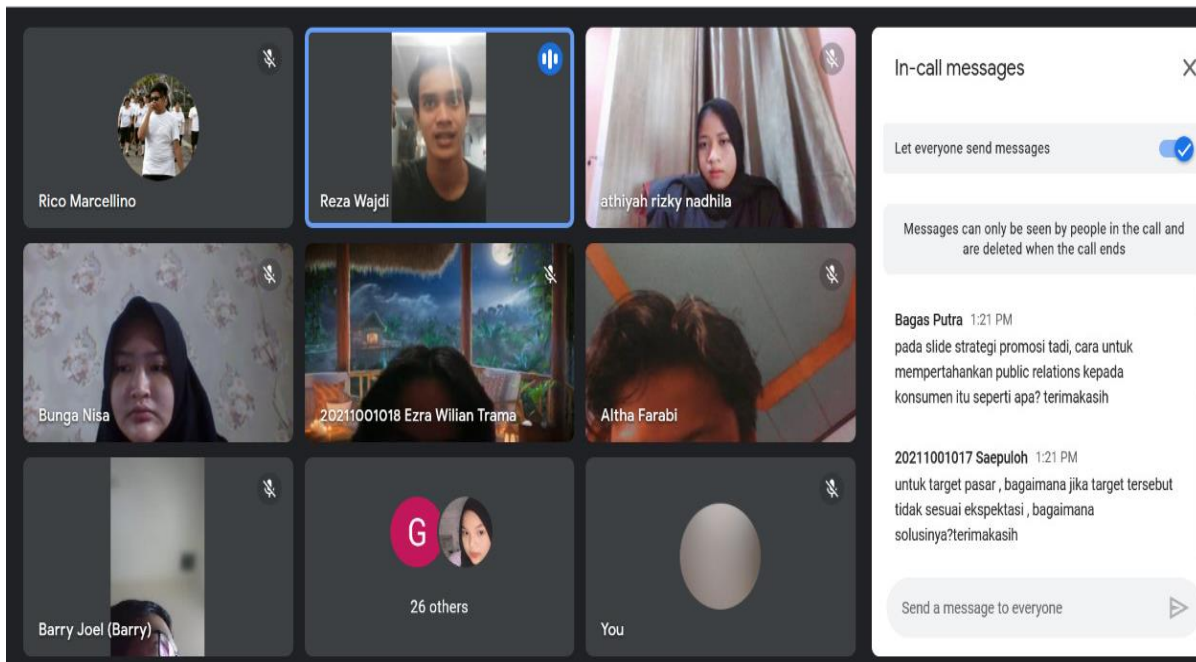 Rico Marcellino
Reza Wajdi
athiyah rizky nadhila
Bunga Nisa
20211001018 Ezra Wilian Trama
Altha Farabi
Barry Joel (Barry)
G
26 others
You
In-call messages
Let everyone send messages
Messages can only be seen by people in the call and
are deleted when the call ends
Bagas Putra 1:21 PM
pada slide strategi promosi tadi, cara untuk
mempertahankan public relations kepada
konsumen itu seperti apa? terimakasih
20211001017 Saepuloh 1:21 PM
untuk target pasar , bagaimana jika target tersebut
tidak sesuai ekspektasi , bagaimana
solusinya?terimakasih
Send a message to everyone